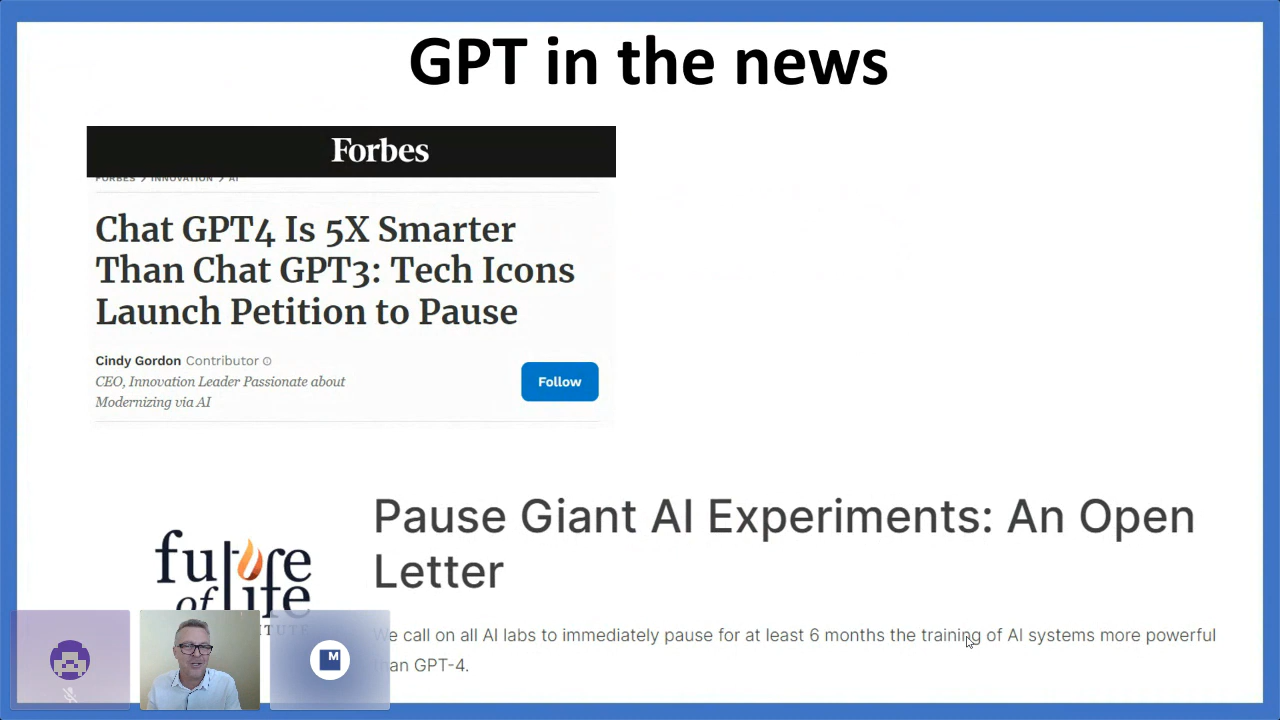 GPT in the news
Forbes
FORBES > INNOVATION > AI
Chat GPT4 Is 5X Smarter
Than Chat GPT3: Tech Icons
Launch Petition to Pause
Cindy Gordon Contributor
CEO, Innovation Leader Passionate about
Modernizing via AI
Follow
future
of life
Pause Giant AI Experiments: An Open
Letter
We call on all AI labs to immediately pause for at least 6 months the training of AI systems more powerful
than GPT-4.
M